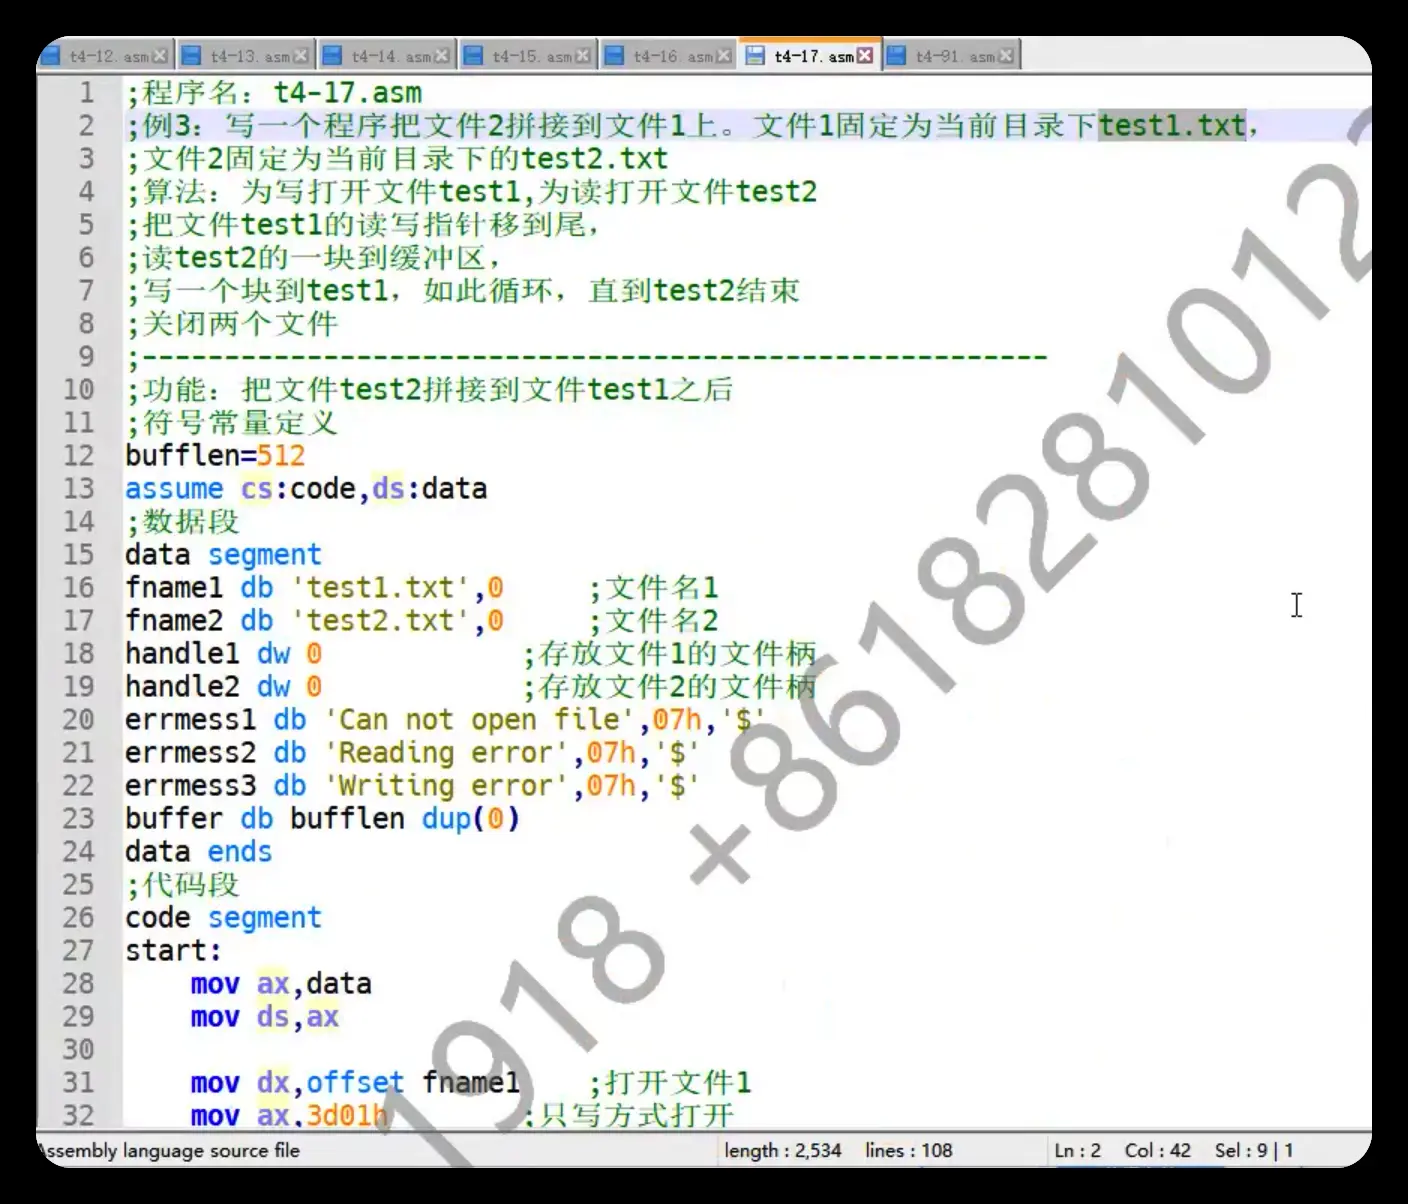 t4-12.asm t4-13.asm t4-14.asm t4-15.asm t4-16.asm t4-17.asm t4-91.asm
1 ;程序名：t4-17.asm
2 ;例3：写一个程序把文件2拼接到文件1上。文件1固定为当前目录下test1.txt，
3 ;文件2固定为当前目录下的test2.txt
4 ;算法：为写打开文件test1,为读打开文件test2
5 ;把文件test1的读写指针移到尾，
6 ;读test2的一块到缓冲区，
7 ;写一个块到test1，如此循环，直到test2结束
8 ;关闭两个文件
9 ;-------------------------------------------------------
10 ;功能：把文件test2拼接到文件test1之后
11 ;符号常量定义
12 bufflen=512
13 assume cs:code,ds:data
14 ;数据段
15 data segment
16 fname1 db 'test1.txt',0 ;文件名1
17 fname2 db 'test2.txt',0 ;文件名2
18 handle1 dw 0 ;存放文件1的文件柄
19 handle2 dw 0 ;存放文件2的文件柄
20 errmess1 db 'Can not open file',07h,'$'
21 errmess2 db 'Reading error',07h,'$'
22 errmess3 db 'Writing error',07h,'$'
23 buffer db bufflen dup(0)
24 data ends
25 ;代码段
26 code segment
27 start:
28 mov ax,data
29 mov ds,ax
30
31 mov dx,offset fname1 ;打开文件1
32 mov ax,3d01h ;只写方式打开
Assembly language source file length : 2,534 lines : 108 Ln : 2 Col : 42 Sel : 9 | 1
1918 +8618281012